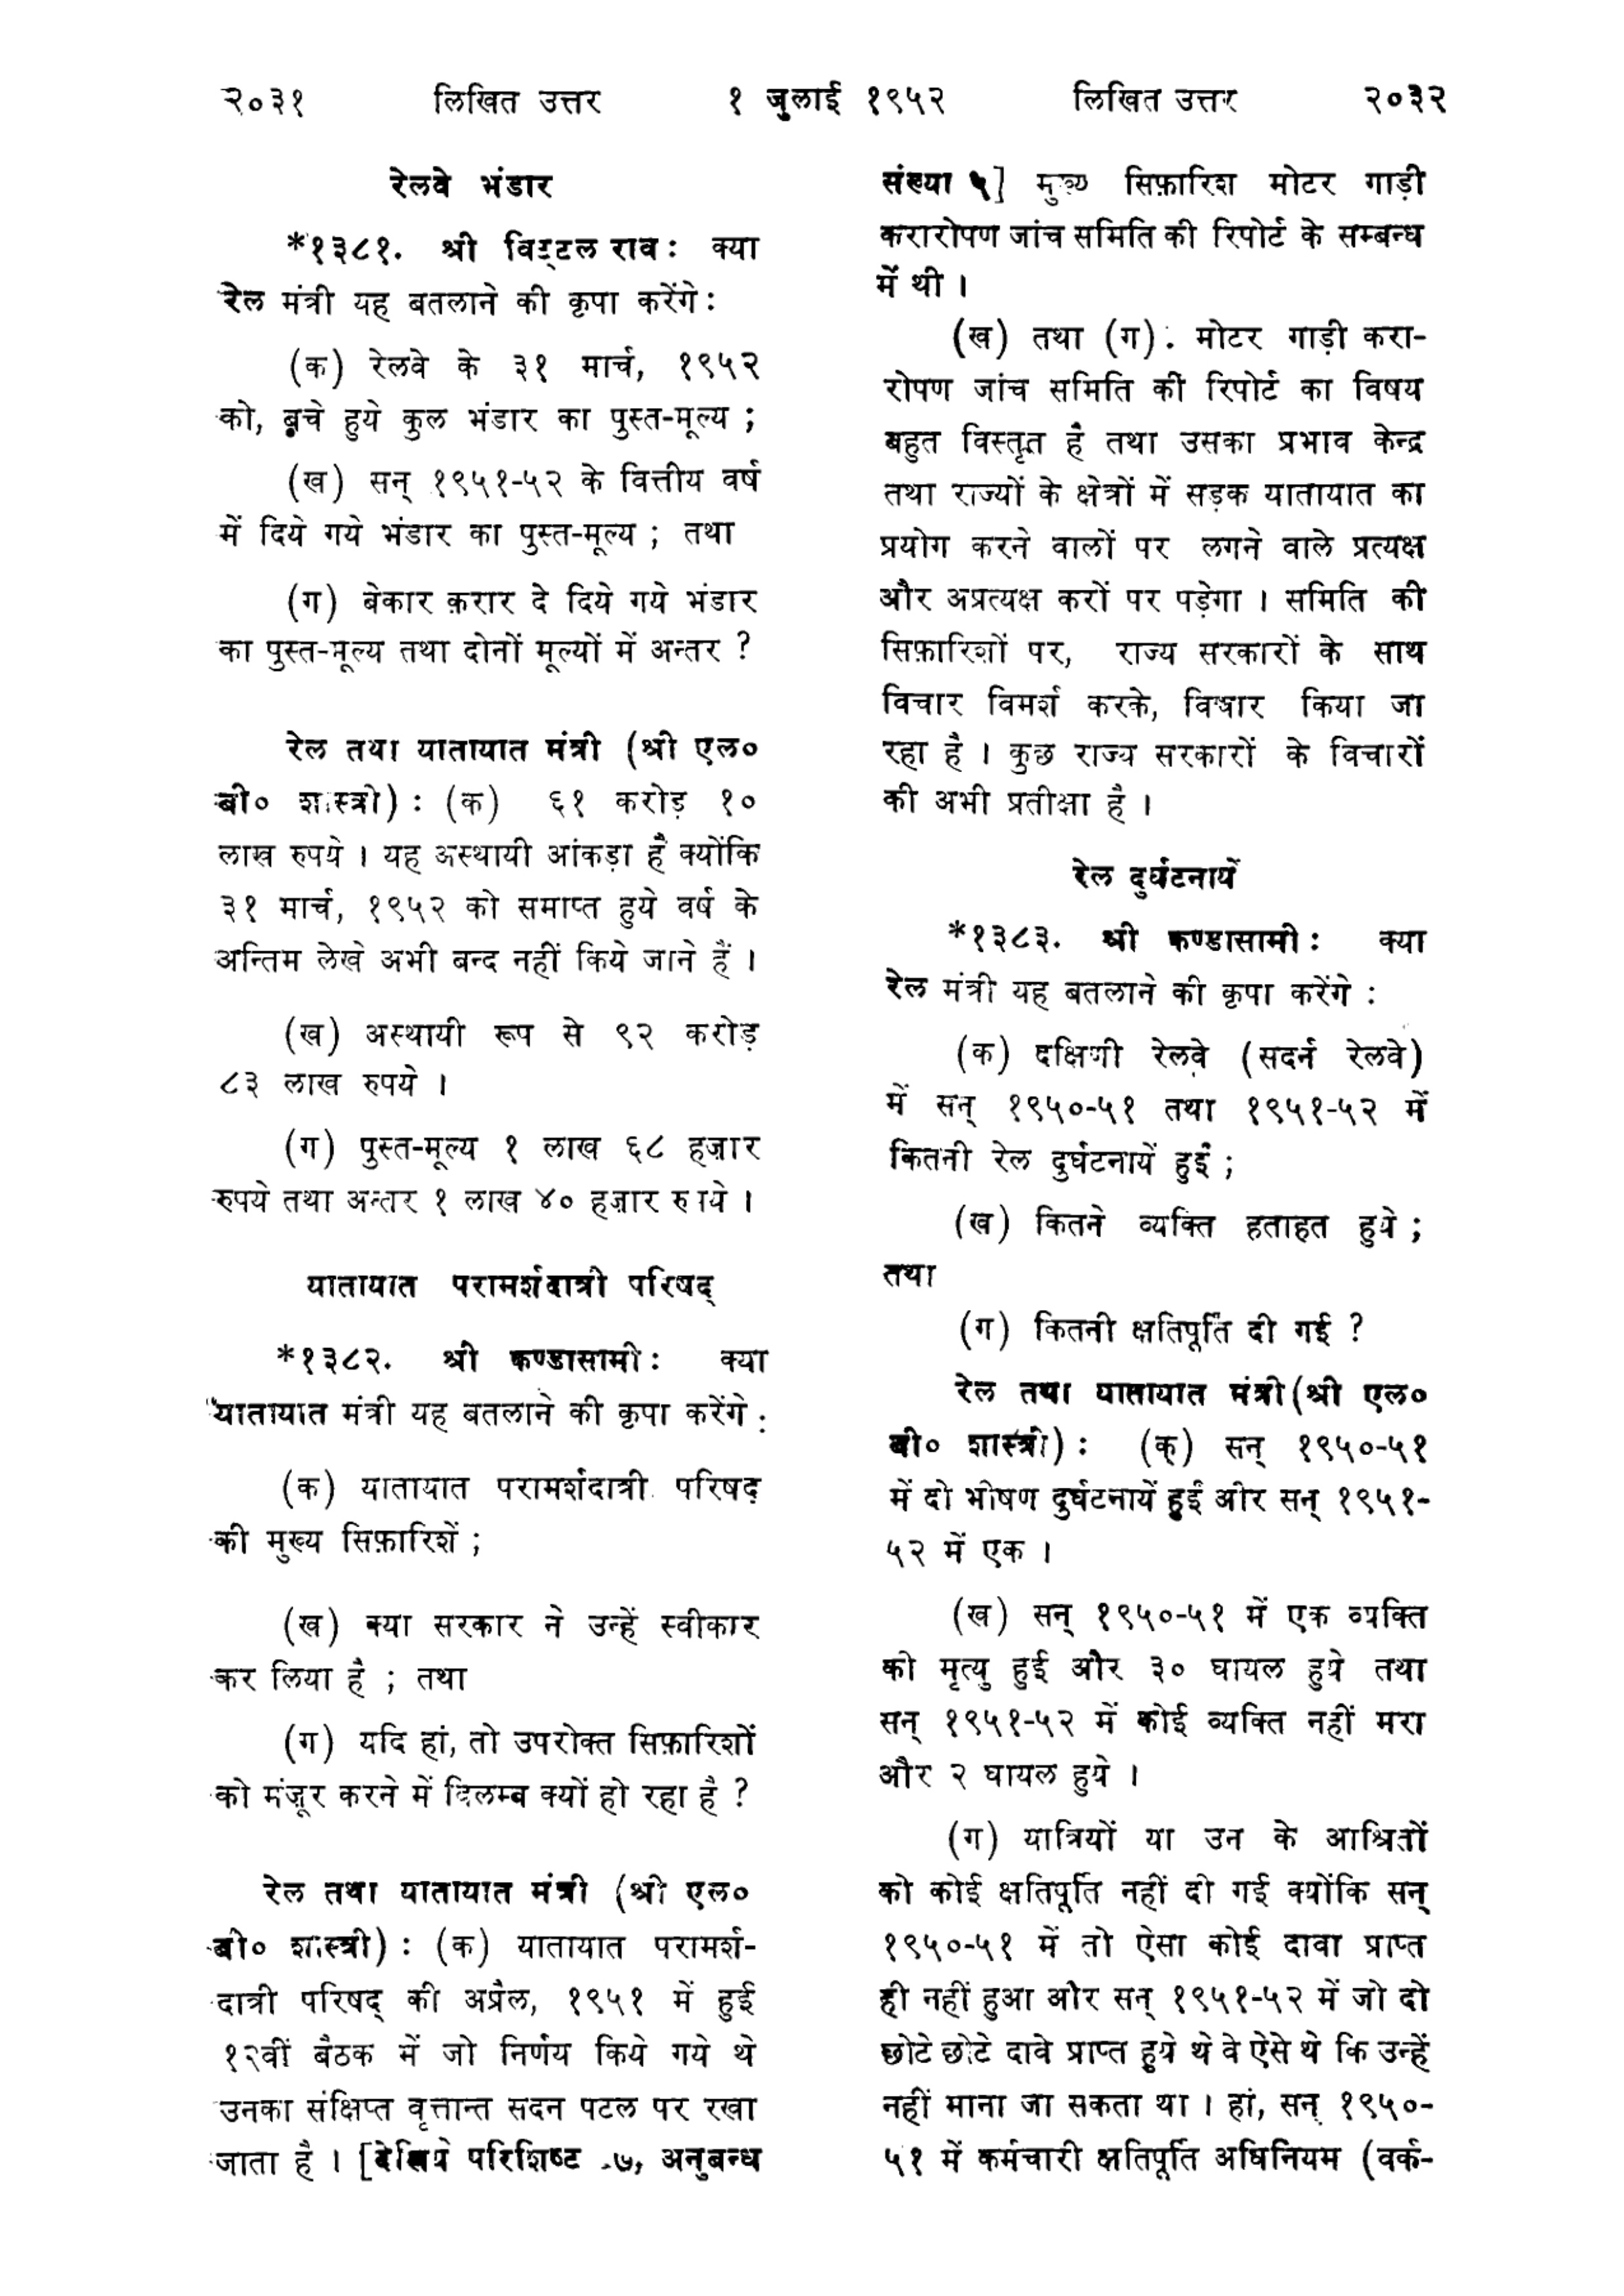 २०३१ लिखित उत्तर १ जुलाई १९५२ लिखित उत्तर २०३२
रेलवे भंडार
*१३८१. श्री विट्टल राव: क्या
रेल मंत्री यह बतलाने की कृपा करेंगे:
(क) रेलवे के ३१ मार्च, १९५२
को, बचे हुये कुल भंडार का पुस्त-मूल्य ;
(ख) सन् १९५१-५२ के वित्तीय वर्ष
में दिये गये भंडार का पुस्त-मूल्य ; तथा
(ग) बेकार क़रार दे दिये गये भंडार
का पुस्त-मूल्य तथा दोनों मूल्यों में अन्तर ?
रेल तथा यातायात मंत्री (श्री एल०
बी० शास्त्री) : (क) ६१ करोड़ १०
लाख रुपये । यह अस्थायी आंकड़ा है क्योंकि
३१ मार्च, १९५२ को समाप्त हुये वर्ष के
अन्तिम लेखे अभी बन्द नहीं किये जाने हैं ।
(ख) अस्थायी रूप से ९२ करोड़
८३ लाख रुपये ।
(ग) पुस्त-मूल्य १ लाख ६८ हज़ार
रुपये तथा अन्तर १ लाख ४० हज़ार रुपये ।
यातायात परामर्शदात्री परिषद्
*१३८२. श्री कण्डासामी: क्या
यातायात मंत्री यह बतलाने की कृपा करेंगे :
(क) यातायात परामर्शदात्री परिषद्
की मुख्य सिफ़ारिशें ;
(ख) क्या सरकार ने उन्हें स्वीकार
कर लिया है ; तथा
(ग) यदि हां, तो उपरोक्त सिफ़ारिशों
को मंज़ूर करने में विलम्ब क्यों हो रहा है ?
रेल तथा यातायात मंत्री (श्री एल०
बी० शास्त्री) : (क) यातायात परामर्श-
दात्री परिषद् की अप्रैल, १९५१ में हुई
१२वीं बैठक में जो निर्णय किये गये थे
उनका संक्षिप्त वृत्तान्त सदन पटल पर रखा
जाता है । [देखिये परिशिष्ट ७, अनुबन्ध
संख्या ५] मुख्य सिफ़ारिश मोटर गाड़ी
करारोपण जांच समिति की रिपोर्ट के सम्बन्ध
में थी ।
(ख) तथा (ग). मोटर गाड़ी करा-
रोपण जांच समिति की रिपोर्ट का विषय
बहुत विस्तृत है तथा उसका प्रभाव केन्द्र
तथा राज्यों के क्षेत्रों में सड़क यातायात का
प्रयोग करने वालों पर लगने वाले प्रत्यक्ष
और अप्रत्यक्ष करों पर पड़ेगा । समिति की
सिफ़ारिशों पर, राज्य सरकारों के साथ
विचार विमर्श करके, विचार किया जा
रहा है । कुछ राज्य सरकारों के विचारों
की अभी प्रतीक्षा है ।
रेल दुर्घटनायें
*१३८३. श्री कण्डासामी: क्या
रेल मंत्री यह बतलाने की कृपा करेंगे :
(क) दक्षिणी रेलवे (सदर्न रेलवे)
में सन् १९५०-५१ तथा १९५१-५२ में
कितनी रेल दुर्घटनायें हुईं ;
(ख) कितने व्यक्ति हताहत हुये ;
तथा
(ग) कितनी क्षतिपूर्ति दी गई ?
रेल तथा यातायात मंत्री (श्री एल०
बी० शास्त्री) : (क) सन् १९५०-५१
में दो भीषण दुर्घटनायें हुईं और सन् १९५१-
५२ में एक ।
(ख) सन् १९५०-५१ में एक व्यक्ति
की मृत्यु हुई और ३० घायल हुये तथा
सन् १९५१-५२ में कोई व्यक्ति नहीं मरा
और २ घायल हुये ।
(ग) यात्रियों या उन के आश्रितों
को कोई क्षतिपूर्ति नहीं दी गई क्योंकि सन्
१९५०-५१ में तो ऐसा कोई दावा प्राप्त
ही नहीं हुआ और सन् १९५१-५२ में जो दो
छोटे छोटे दावे प्राप्त हुये थे वे ऐसे थे कि उन्हें
नहीं माना जा सकता था । हां, सन् १९५०-
५१ में कर्मचारी क्षतिपूर्ति अधिनियम (वर्क-